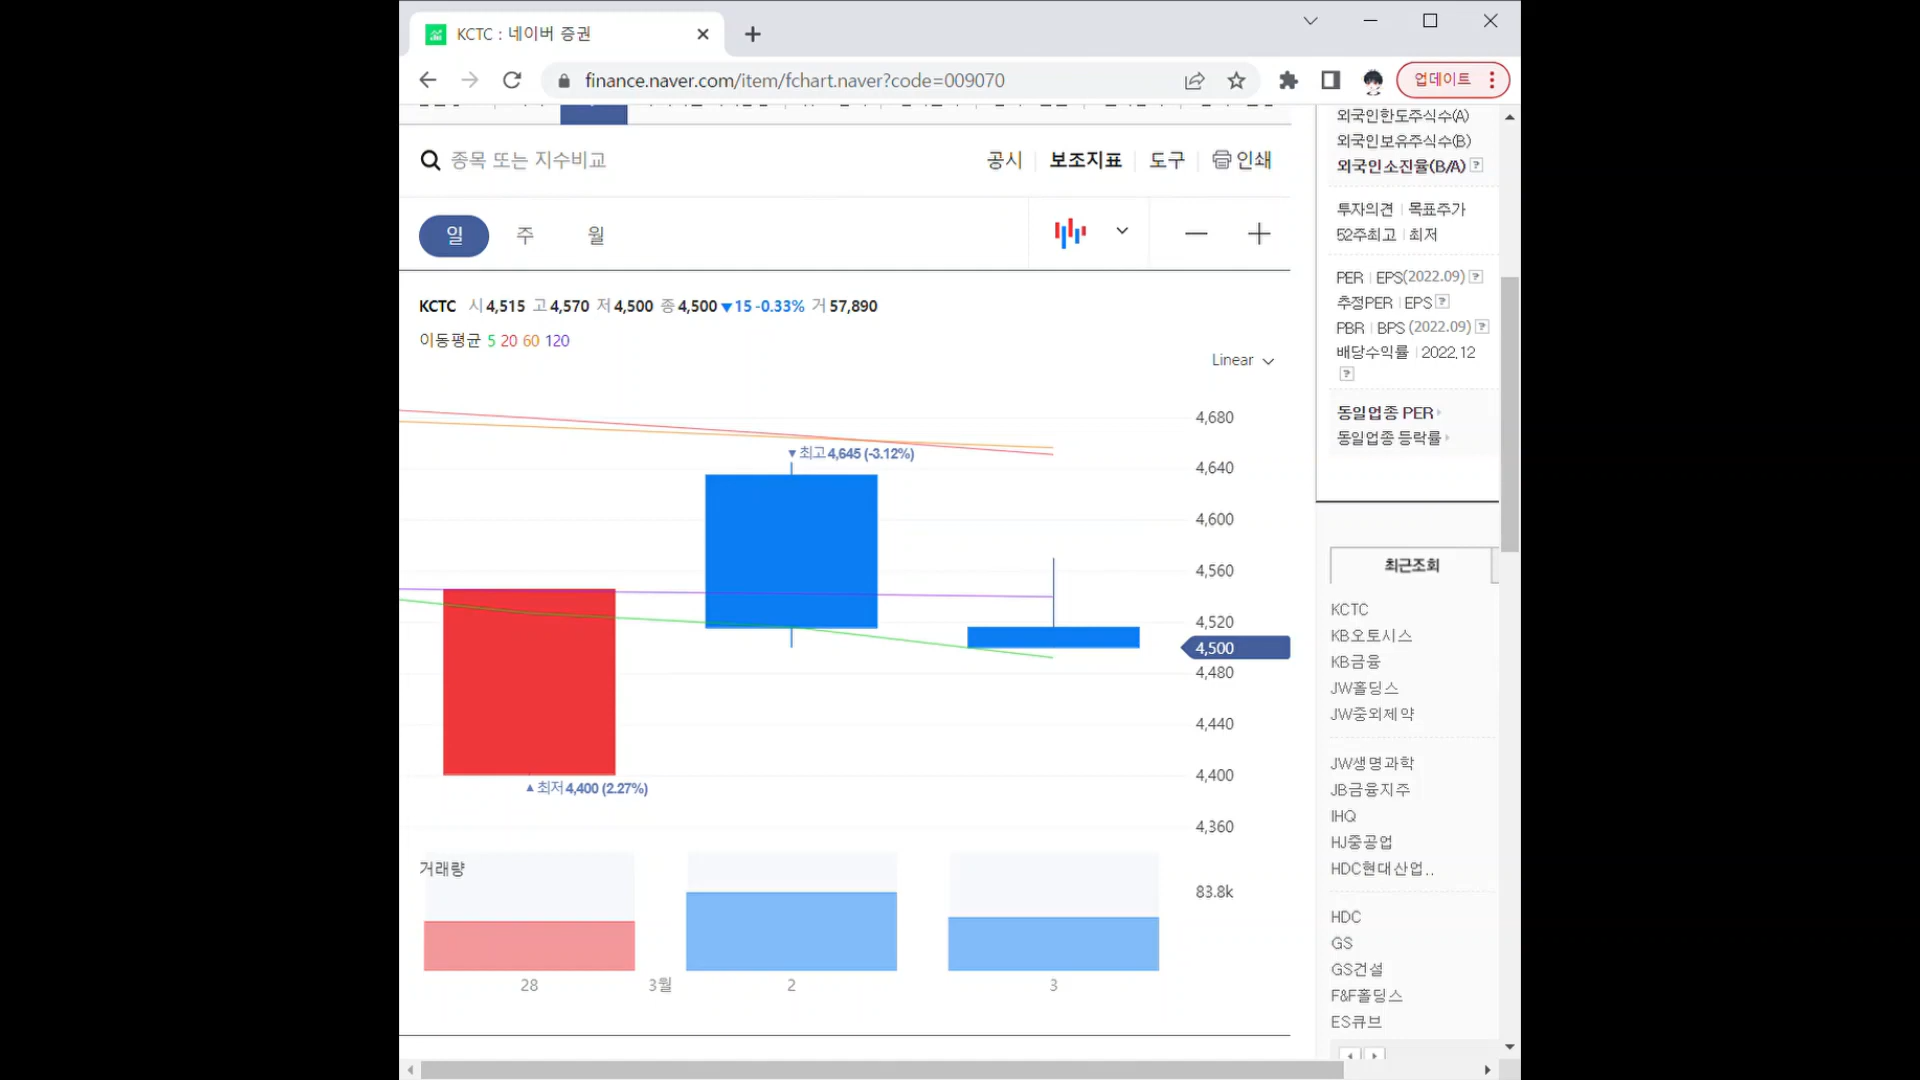 KCTC : 네이버 증권
finance.naver.com/item/fchart.naver?code=009070
업데이트
종목 또는 지수비교
공시 보조지표 도구 인쇄
일 주 월
KCTC 시 4,515 고 4,570 저 4,500 종 4,500 ▼15 -0.33% 거 57,890
이동평균 5 20 60 120
Linear
4,680
최고 4,645 (-3.12%)
4,640
4,600
4,560
4,520
4,500
4,480
4,440
4,400
최저 4,400 (2.27%)
4,360
거래량
83.8k
28 3월 2 3
외국인한도주식수(A)
외국인보유주식수(B)
외국인소진율(B/A) ?
투자의견 | 목표주가
52주최고 | 최저
PER | EPS(2022.09) ?
추정PER | EPS ?
PBR | BPS (2022.09) ?
배당수익률 | 2022.12
?
동일업종 PER
동일업종 등락률
최근조회
KCTC
KB오토시스
KB금융
JW홀딩스
JW중외제약
JW생명과학
JB금융지주
IHQ
HJ중공업
HDC현대산업..
HDC
GS
GS건설
F&F홀딩스
ES큐브